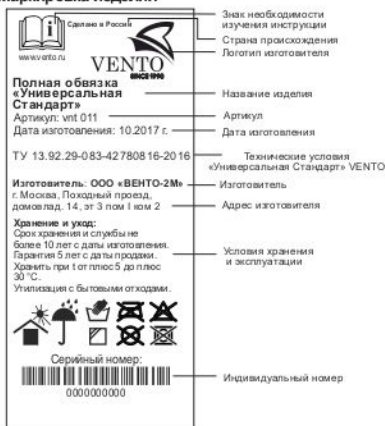 Маркировка изделия
Сделано в России
www.vento.ru
VENTO
SINCE 1990
Полная обвязка
«Универсальная
Стандарт»
Артикул: vnt 011
Дата изготовления: 10.2017 г.
ТУ 13.92.29-083-42780816-2016
Изготовитель: ООО «ВЕНТО-2М»
г. Москва, Походный проезд,
домовлад. 14, эт 3 пом I ком 2
Хранение и уход:
Срок хранения и службы не
более 10 лет с даты изготовления.
Гарантия 5 лет с даты продажи.
Хранить при t от плюс 5 до плюс
30 °C.
Утилизация с бытовыми отходами.
Серийный номер:
0000000000
Знак необходимости
изучения инструкции
Страна происхождения
Логотип изготовителя
Название изделия
Артикул
Дата изготовления
Технические условия
«Универсальная Стандарт» VENTO
Изготовитель
Адрес изготовителя
Условия хранения
и эксплуатации
Индивидуальный номер